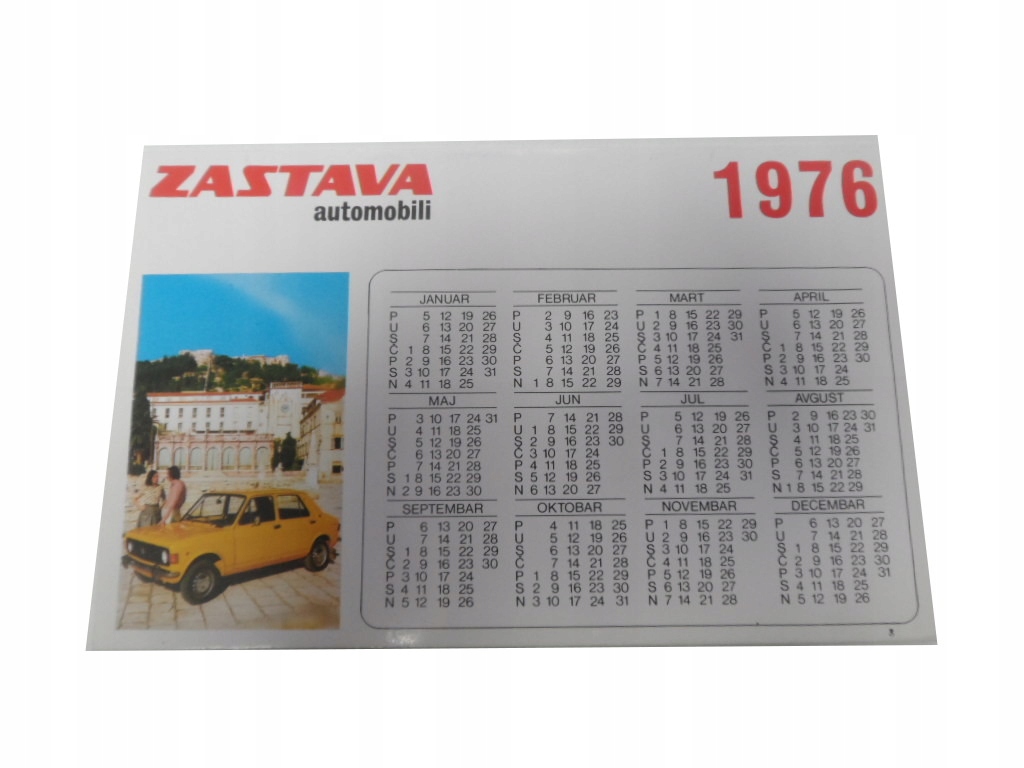 ZASTAVA
automobili
1976
JANUAR
P 5 12 19 26
U 6 13 20 27
S 7 14 21 28
Č 1 8 15 22 29
P 2 9 16 23 30
S 3 10 17 24 31
N 4 11 18 25
FEBRUAR
P 2 9 16 23
U 3 10 17 24
S 4 11 18 25
Č 5 12 19 26
P 6 13 20 27
S 7 14 21 28
N 1 8 15 22 29
MART
P 1 8 15 22 29
U 2 9 16 23 30
S 3 10 17 24 31
Č 4 11 18 25
P 5 12 19 26
S 6 13 20 27
N 7 14 21 28
APRIL
P 5 12 19 26
U 6 13 20 27
S 7 14 21 28
Č 1 8 15 22 29
P 2 9 16 23 30
S 3 10 17 24
N 4 11 18 25
MAJ
P 3 10 17 24 31
U 4 11 18 25
S 5 12 19 26
Č 6 13 20 27
P 7 14 21 28
S 1 8 15 22 29
N 2 9 16 23 30
JUN
P 7 14 21 28
U 1 8 15 22 29
S 2 9 16 23 30
Č 3 10 17 24
P 4 11 18 25
S 5 12 19 26
N 6 13 20 27
JUL
P 5 12 19 26
U 6 13 20 27
S 7 14 21 28
Č 1 8 15 22 29
P 2 9 16 23 30
S 3 10 17 24 31
N 4 11 18 25
AVGUST
P 2 9 16 23 30
U 3 10 17 24 31
S 4 11 18 25
Č 5 12 19 26
P 6 13 20 27
S 7 14 21 28
N 1 8 15 22 29
SEPTEMBAR
P 6 13 20 27
U 7 14 21 28
S 1 8 15 22 29
Č 2 9 16 23 30
P 3 10 17 24
S 4 11 18 25
N 5 12 19 26
OKTOBAR
P 4 11 18 25
U 5 12 19 26
S 6 13 20 27
Č 7 14 21 28
P 1 8 15 22 29
S 2 9 16 23 30
N 3 10 17 24 31
NOVEMBAR
P 1 8 15 22 29
U 2 9 16 23 30
S 3 10 17 24
Č 4 11 18 25
P 5 12 19 26
S 6 13 20 27
N 7 14 21 28
DECEMBAR
P 6 13 20 27
U 7 14 21 28
S 1 8 15 22 29
Č 2 9 16 23 30
P 3 10 17 24 31
S 4 11 18 25
N 5 12 19 26